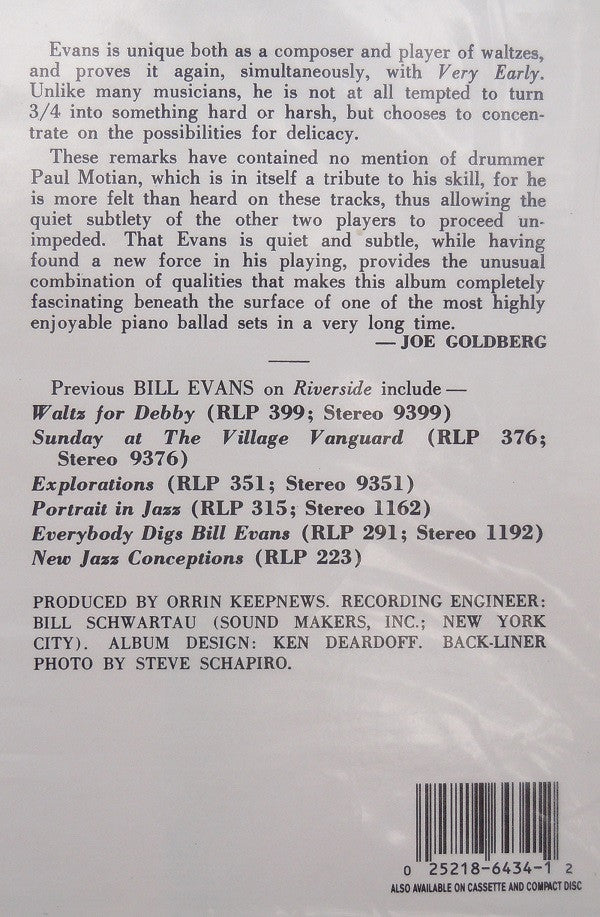 Evans is unique both as a composer and player of waltzes,
and proves it again, simultaneously, with Very Early.
Unlike many musicians, he is not at all tempted to turn
3/4 into something hard or harsh, but chooses to concen-
trate on the possibilities for delicacy.
These remarks have contained no mention of drummer
Paul Motian, which is in itself a tribute to his skill, for he
is more felt than heard on these tracks, thus allowing the
quiet subtlety of the other two players to proceed un-
impeded. That Evans is quiet and subtle, while having
found a new force in his playing, provides the unusual
combination of qualities that makes this album completely
fascinating beneath the surface of one of the most highly
enjoyable piano ballad sets in a very long time.
— JOE GOLDBERG
Previous BILL EVANS on Riverside include —
Waltz for Debby (RLP 399; Stereo 9399)
Sunday at The Village Vanguard (RLP 376;
Stereo 9376)
Explorations (RLP 351; Stereo 9351)
Portrait in Jazz (RLP 315; Stereo 1162)
Everybody Digs Bill Evans (RLP 291; Stereo 1192)
New Jazz Conceptions (RLP 223)
PRODUCED BY ORRIN KEEPNEWS. RECORDING ENGINEER:
BILL SCHWARTAU (SOUND MAKERS, INC.; NEW YORK
CITY). ALBUM DESIGN: KEN DEARDOFF. BACK-LINER
PHOTO BY STEVE SCHAPIRO.
0 25218-6434-1 2
ALSO AVAILABLE ON CASSETTE AND COMPACT DISC